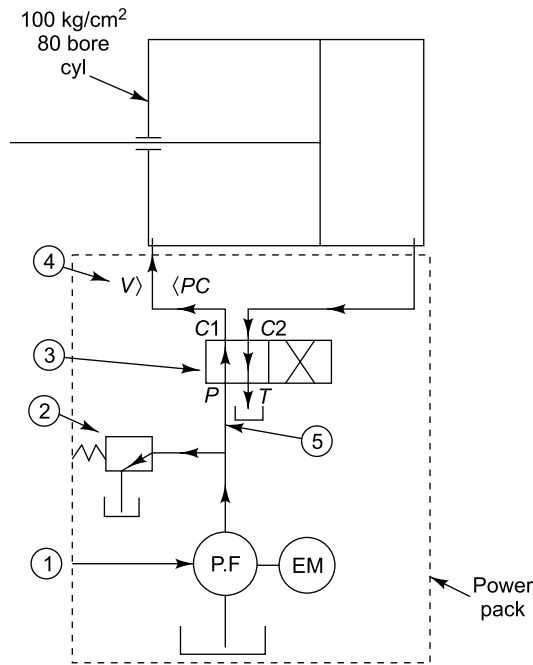 100 kg/cm²
80 bore
cyl
4
V⟩ ⟨PC
C1 C2
3
P T
2
5
1
P.F EM
Power
pack